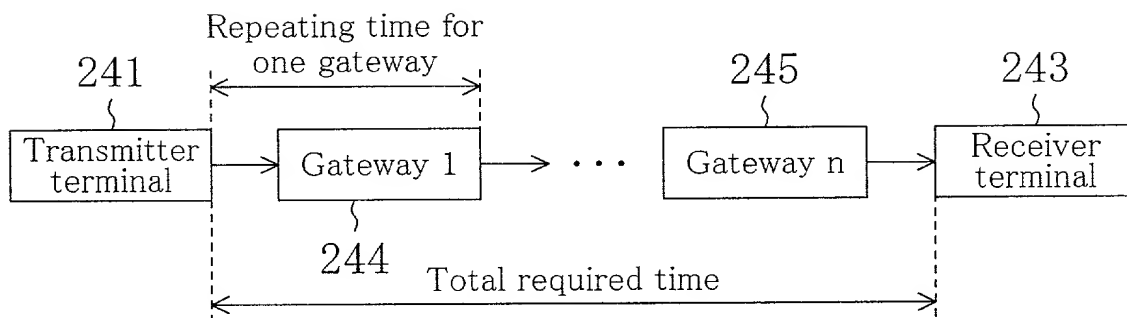 Repeating time for
one gateway
241
245
243
Transmitter
terminal
Gateway 1
• • •
Gateway n
Receiver
terminal
244
Total required time